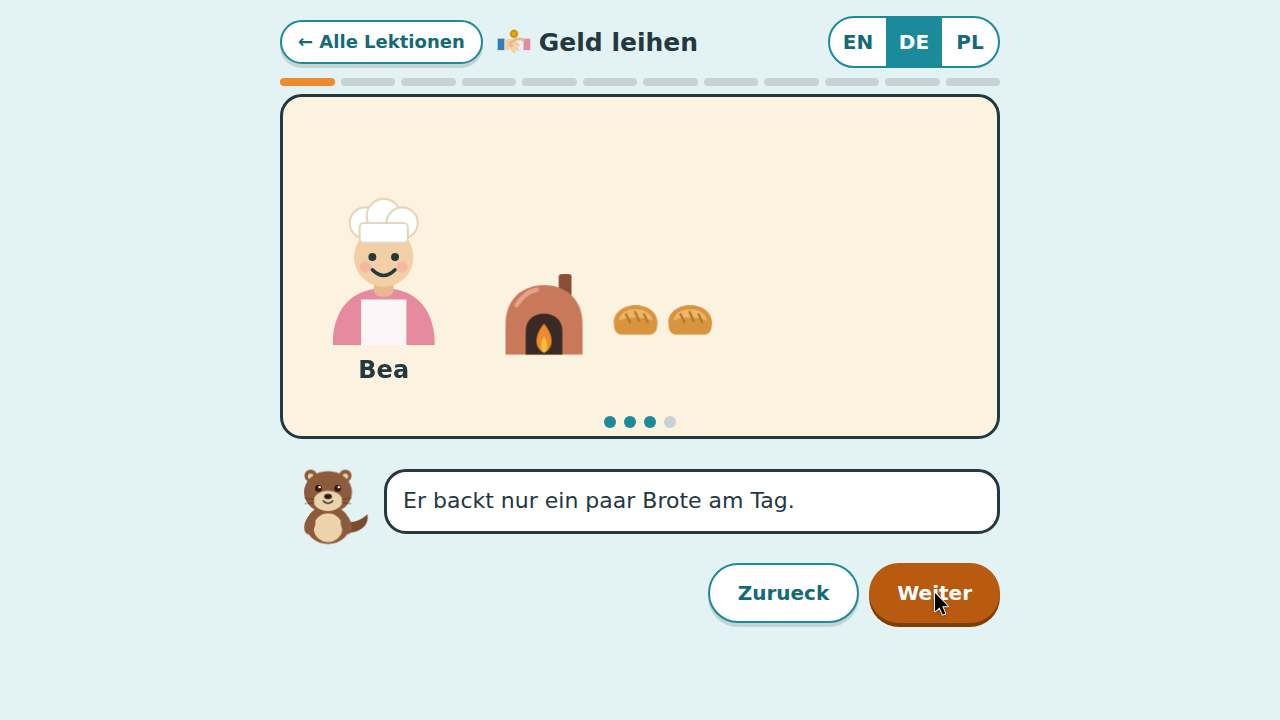 ← Alle Lektionen
Geld leihen
EN DE PL
Bea
Er backt nur ein paar Brote am Tag.
Zurueck
Weiter